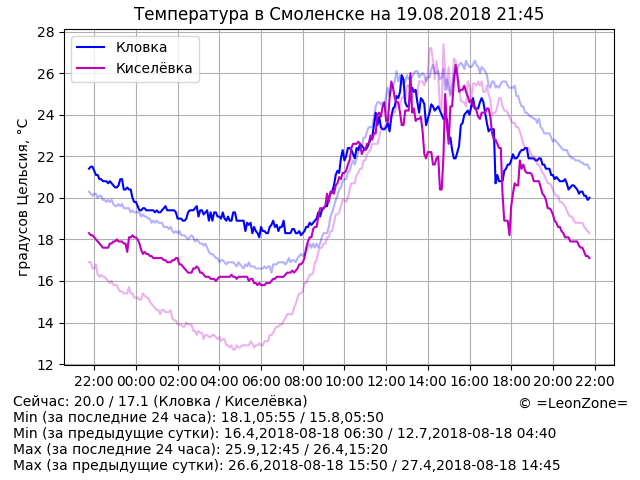 Температура в Смоленске на 19.08.2018 21:45
Кловка
Киселёвка
градусов Цельсия, °C
28
26
24
22
20
18
16
14
12
22:00 00:00 02:00 04:00 06:00 08:00 10:00 12:00 14:00 16:00 18:00 20:00 22:00
Сейчас: 20.0 / 17.1 (Кловка / Киселёвка)
© =LeonZone=
Min (за последние 24 часа): 18.1,05:55 / 15.8,05:50
Min (за предыдущие сутки): 16.4,2018-08-18 06:30 / 12.7,2018-08-18 04:40
Max (за последние 24 часа): 25.9,12:45 / 26.4,15:20
Max (за предыдущие сутки): 26.6,2018-08-18 15:50 / 27.4,2018-08-18 14:45